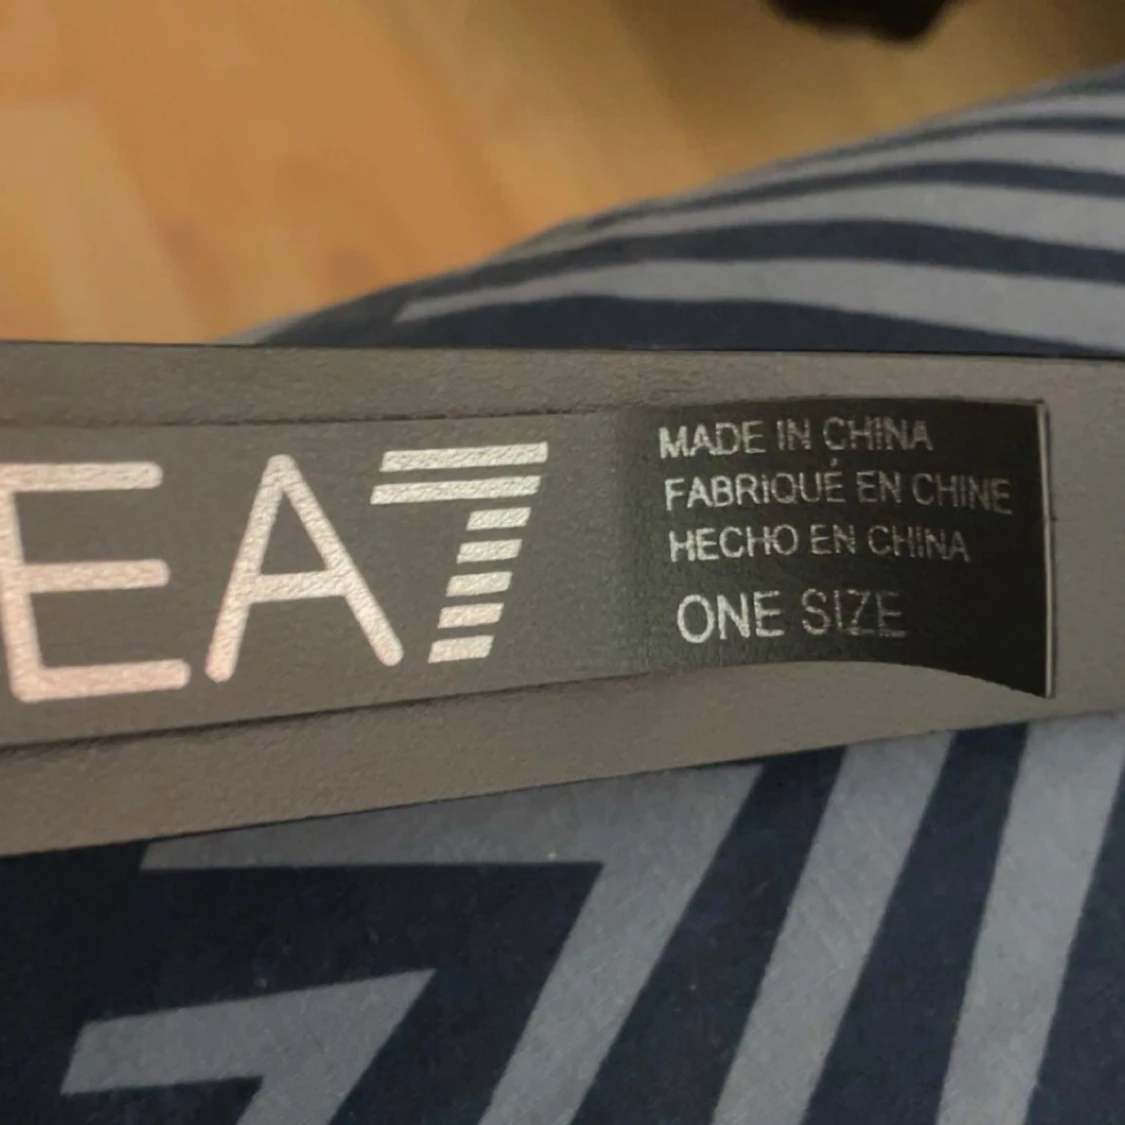 EA7
MADE IN CHINA
FABRIQUÉ EN CHINE
HECHO EN CHINA
ONE SIZE